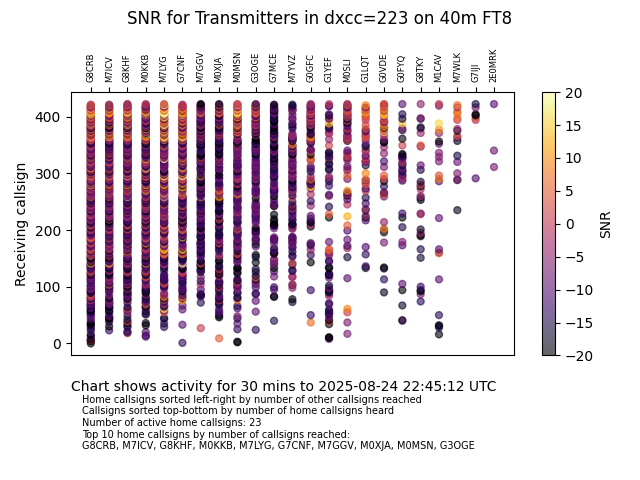 SNR for Transmitters in dxcc=223 on 40m FT8
G8CRB M7ICV G8KHF M0KKB M7LYG G7CNF M7GGV M0XJA M0MSN G3OGE G7MCE M7YVZ G0GFC G1YEF M0SLI G1LQT G0VDE G0FYQ G8TKY M1CAV M7WLK G7IJJ 2E0MRK
Receiving callsign
400
300
200
100
0
20
15
10
5
0
−5
−10
−15
−20
SNR
Chart shows activity for 30 mins to 2025-08-24 22:45:12 UTC
Home callsigns sorted left-right by number of other callsigns reached
Callsigns sorted top-bottom by number of home callsigns heard
Number of active home callsigns: 23
Top 10 home callsigns by number of callsigns reached:
G8CRB, M7ICV, G8KHF, M0KKB, M7LYG, G7CNF, M7GGV, M0XJA, M0MSN, G3OGE